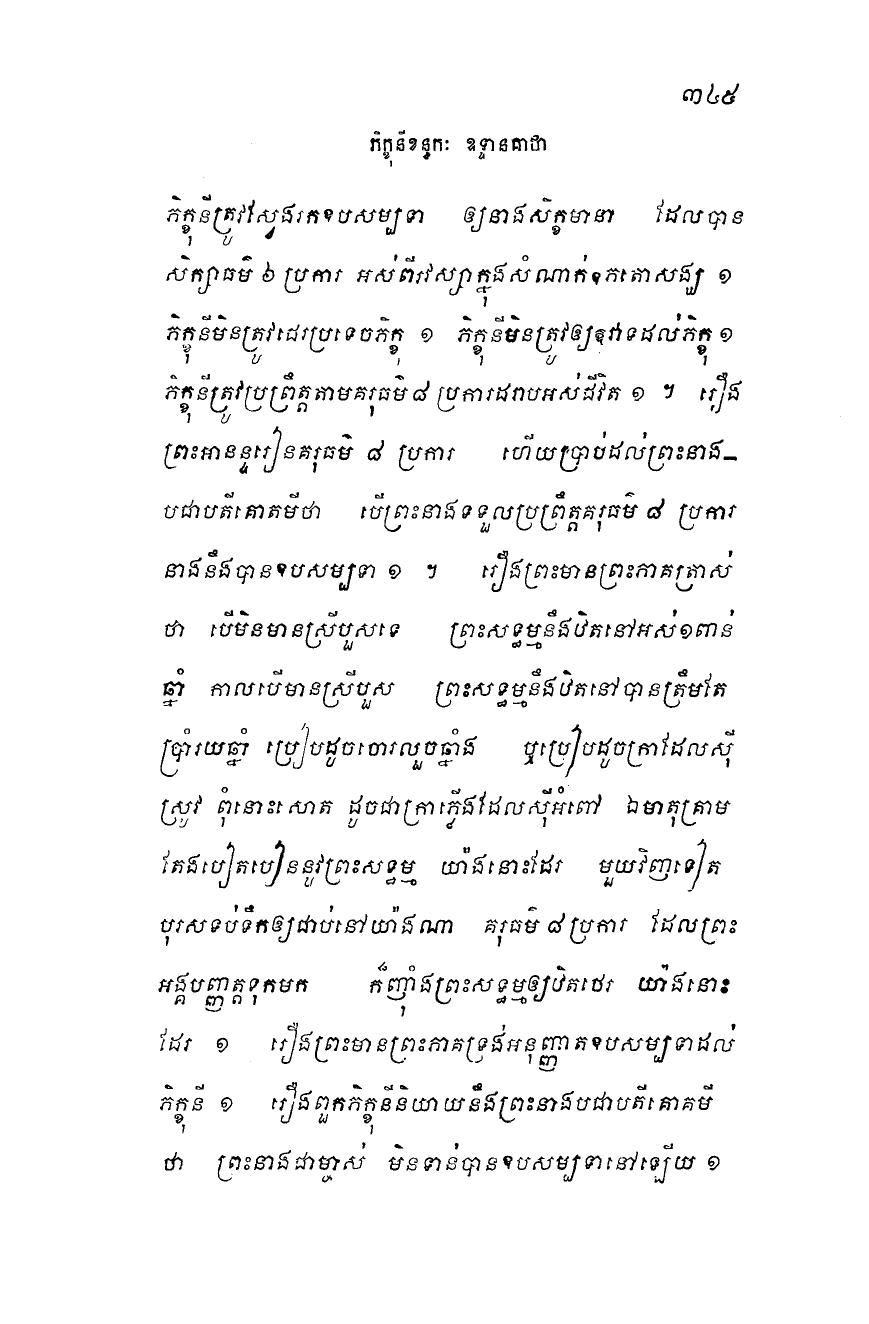 ៣៤៥
ភិក្ខុនីខន្ធកៈ ឧទ្ទានគាថា
ភិក្ខុនីត្រូវស្វែងរកឧបសម្បទា ឲ្យនាងសិក្ខមានា ដែលបាន
សិក្សាធម៌ ៦ ប្រការ អស់ពីរវស្សាក្នុងសំណាក់ឧភតោសង្ឃ ១
ភិក្ខុនីមិនត្រូវជេរប្រទេចភិក្ខុ ១ ភិក្ខុនីមិនត្រូវឲ្យឱវាទដល់ភិក្ខុ ១
ភិក្ខុនីត្រូវប្រព្រឹត្តតាមគរុធម៌ ៨ ប្រការដរាបអស់ជីវិត ១ ។ រឿង
ព្រះអានន្ទរៀនគរុធម៌ ៨ ប្រការ ហើយប្រាប់ដល់ព្រះនាង–
បជាបតីគោតមីថា បើព្រះនាងទទួលប្រព្រឹត្តគរុធម៌ ៨ ប្រការ
នាងនឹងបានឧបសម្បទា ១ ។ រឿងព្រះមានព្រះភាគត្រាស់
ថា បើមិនមានស្រីបួសទេ ព្រះសទ្ធម្មនឹងឋិតនៅអស់១ពាន់
ឆ្នាំ កាលបើមានស្រីបួស ព្រះសទ្ធម្មនឹងឋិតនៅបានត្រឹមតែ
ប្រាំរយឆ្នាំ ប្រៀបដូចចោរលួចឆ្នាំង ឬប្រៀបដូចក្រាដែលស៊ី
ស្រូវ ពុំនោះសោត ដូចជាក្រាភ្លើងដែលស៊ីអំពៅ ឯមាតុគ្រាម
តែងបៀតបៀននូវព្រះសទ្ធម្ម យ៉ាងនោះដែរ មួយវិញទៀត
បុរសទប់ទឹកឲ្យជាប់នៅយ៉ាងណា គរុធម៌ ៨ ប្រការ ដែលព្រះ
អង្គបញ្ញត្តទុកមក ក៏ញ៉ាំងព្រះសទ្ធម្មឲ្យឋិតថេរ យ៉ាងនោះ
ដែរ ១ រឿងព្រះមានព្រះភាគទ្រង់អនុញ្ញាតឧបសម្បទាដល់
ភិក្ខុនី ១ រឿងពួកភិក្ខុនីនិយាយនឹងព្រះនាងបជាបតីគោតមី
ថា ព្រះនាងជាម្ចាស់ មិនទាន់បានឧបសម្បទានៅឡើយ ១